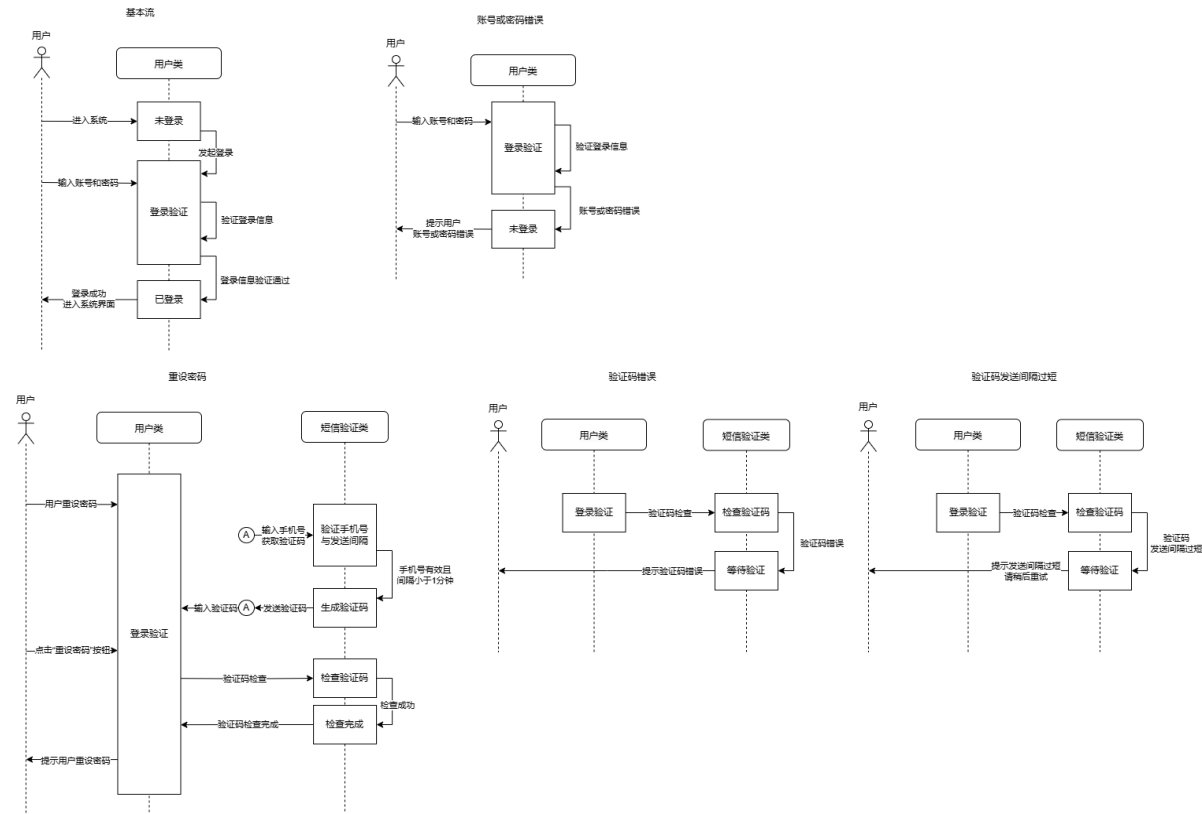 基本流
用户
用户类
进入系统
未登录
发起登录
输入账号和密码
登录验证
验证登录信息
登录信息验证通过
登录成功
进入系统界面
已登录
账号或密码错误
用户
用户类
输入账号和密码
登录验证
验证登录信息
账号或密码错误
提示用户
账号或密码错误
未登录
重设密码
用户
用户类
短信验证类
用户重设密码
A
输入手机号
获取验证码
验证手机号
与发送间隔
手机号有效且
间隔小于1分钟
输入验证码
A
发送验证码
生成验证码
登录验证
点击“重设密码”按钮
验证码检查
检查验证码
检查成功
验证码检查完成
检查完成
提示用户重设密码
验证码错误
用户
用户类
短信验证类
登录验证
验证码检查
检查验证码
验证码错误
提示验证码错误
等待验证
验证码发送间隔过短
用户
用户类
短信验证类
登录验证
验证码检查
检查验证码
验证码
发送间隔过短
提示发送间隔过短
请稍后重试
等待验证